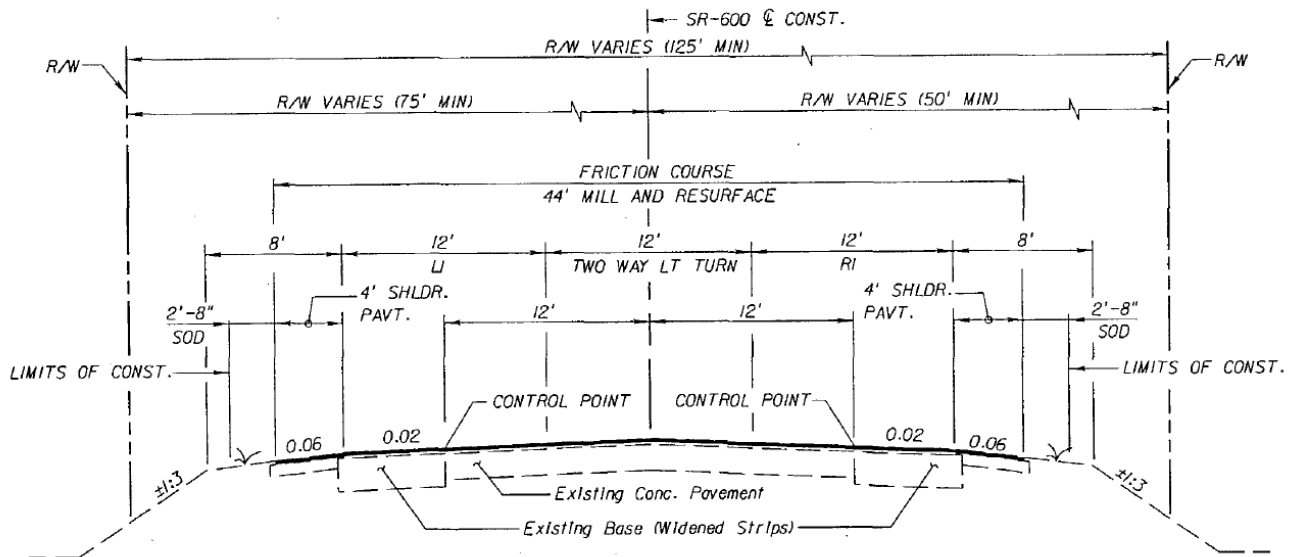 SR-600 ℄ CONST.
R/W VARIES (125' MIN)
R/W
R/W
R/W VARIES (75' MIN)
R/W VARIES (50' MIN)
FRICTION COURSE
44' MILL AND RESURFACE
8'
12'
12'
12'
8'
L1
TWO WAY LT TURN
R1
4' SHLDR.
PAVT.
4' SHLDR.
PAVT.
2'-8"
SOD
12'
12'
2'-8"
SOD
LIMITS OF CONST.
LIMITS OF CONST.
CONTROL POINT
CONTROL POINT
0.06
0.02
0.02
0.06
±1:3
±1:3
Existing Conc. Pavement
Existing Base (Widened Strips)